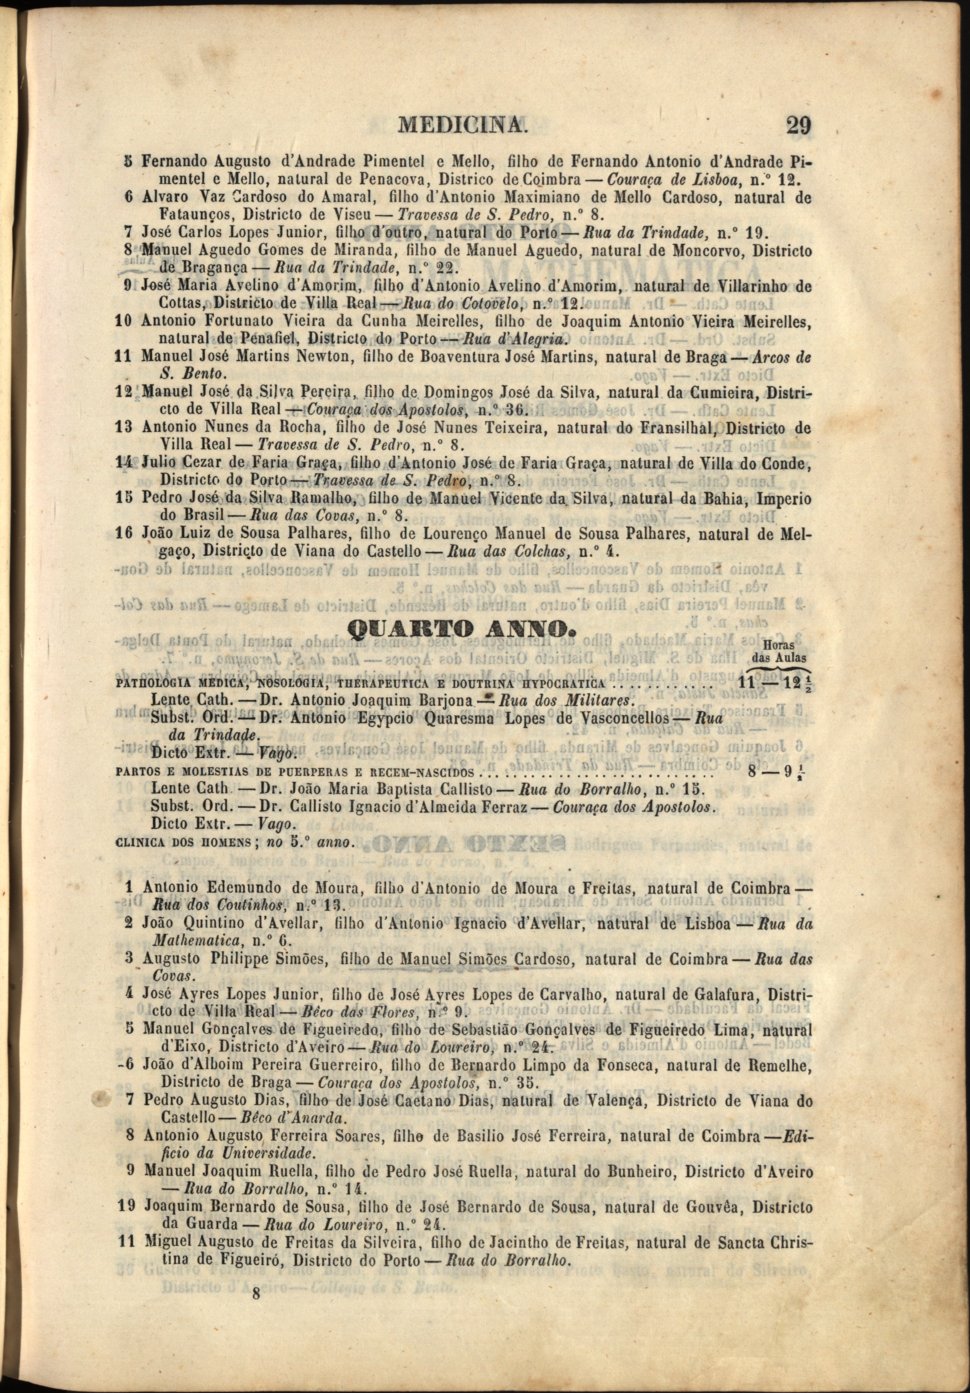 MEDICINA.
29
5 Fernando Augusto d'Andrade Pimentel e Mello, filho de Fernando Antonio d'Andrade Pi-
mentel e Mello, natural de Penacova, Districo de Coimbra — Couraça de Lisboa, n.º 12.
6 Alvaro Vaz Cardoso do Amaral, filho d'Antonio Maximiano de Mello Cardoso, natural de
Fataunços, Districto de Viseu — Travessa de S. Pedro, n.º 8.
7 José Carlos Lopes Junior, filho d'outro, natural do Porto — Rua da Trindade, n.º 19.
8 Manuel Aguedo Gomes de Miranda, filho de Manuel Aguedo, natural de Moncorvo, Districto
de Bragança — Rua da Trindade, n.º 22.
9 José Maria Avelino d'Amorim, filho d'Antonio Avelino d'Amorim, natural de Villarinho de
Cottas, Districto de Villa Real — Rua do Cotovelo, n.º 12.
10 Antonio Fortunato Vieira da Cunha Meirelles, filho de Joaquim Antonio Vieira Meirelles,
natural de Penafiel, Districto do Porto — Rua d'Alegria.
11 Manuel José Martins Newton, filho de Boaventura José Martins, natural de Braga — Arcos de
S. Bento.
12 Manuel José da Silva Pereira, filho de Domingos José da Silva, natural da Cumieira, Distri-
cto de Villa Real — Couraça dos Apostolos, n.º 36.
13 Antonio Nunes da Rocha, filho de José Nunes Teixeira, natural do Fransilhal, Districto de
Villa Real — Travessa de S. Pedro, n.º 8.
14 Julio Cezar de Faria Graça, filho d'Antonio José de Faria Graça, natural de Villa do Conde,
Districto do Porto — Travessa de S. Pedro, n.º 8.
15 Pedro José da Silva Ramalho, filho de Manuel Vicente da Silva, natural da Bahia, Imperio
do Brasil — Rua das Covas, n.º 8.
16 João Luiz de Sousa Palhares, filho de Lourenço Manuel de Sousa Palhares, natural de Mel-
gaço, Districto de Viana do Castello — Rua das Colchas, n.º 4.
QUARTO ANNO.
Horas
das Aulas
PATHOLOGIA MEDICA, NOSOLOGIA, THERAPEUTICA E DOUTRINA HYPOCRATICA ............ 11 — 12 ½
Lente Cath. — Dr. Antonio Joaquim Barjona — Rua dos Militares.
Subst. Ord. — Dr. Antonio Egypcio Quaresma Lopes de Vasconcellos — Rua
da Trindade.
Dicto Extr. — Vago.
PARTOS E MOLESTIAS DE PUERPERAS E RECEM-NASCIDOS ......................... 8 — 9 ½
Lente Cath. — Dr. João Maria Baptista Callisto — Rua do Borralho, n.º 15.
Subst. Ord. — Dr. Callisto Ignacio d'Almeida Ferraz — Couraça dos Apostolos.
Dicto Extr. — Vago.
CLINICA DOS HOMENS; no 5.º anno.
1 Antonio Edemundo de Moura, filho d'Antonio de Moura e Freitas, natural de Coimbra —
Rua dos Coutinhos, n.º 13.
2 João Quintino d'Avellar, filho d'Antonio Ignacio d'Avellar, natural de Lisboa — Rua da
Mathematica, n.º 6.
3 Augusto Philippe Simões, filho de Manuel Simões Cardoso, natural de Coimbra — Rua das
Covas.
4 José Ayres Lopes Junior, filho de José Ayres Lopes de Carvalho, natural de Galafura, Distri-
cto de Villa Real — Bêco das Flores, n.º 9.
5 Manuel Gonçalves de Figueiredo, filho de Sebastião Gonçalves de Figueiredo Lima, natural
d'Eixo, Districto d'Aveiro — Rua do Loureiro, n.º 24.
6 João d'Alboim Pereira Guerreiro, filho de Bernardo Limpo da Fonseca, natural de Remelhe,
Districto de Braga — Couraça dos Apostolos, n.º 35.
7 Pedro Augusto Dias, filho de José Caetano Dias, natural de Valença, Districto de Viana do
Castello — Bêco d'Anarda.
8 Antonio Augusto Ferreira Soares, filho de Basilio José Ferreira, natural de Coimbra — Edi-
ficio da Universidade.
9 Manuel Joaquim Ruella, filho de Pedro José Ruella, natural do Bunheiro, Districto d'Aveiro
— Rua do Borralho, n.º 14.
19 Joaquim Bernardo de Sousa, filho de José Bernardo de Sousa, natural de Gouvêa, Districto
da Guarda — Rua do Loureiro, n.º 24.
11 Miguel Augusto de Freitas da Silveira, filho de Jacintho de Freitas, natural de Sancta Chris-
tina de Figueiró, Districto do Porto — Rua do Borralho.
8